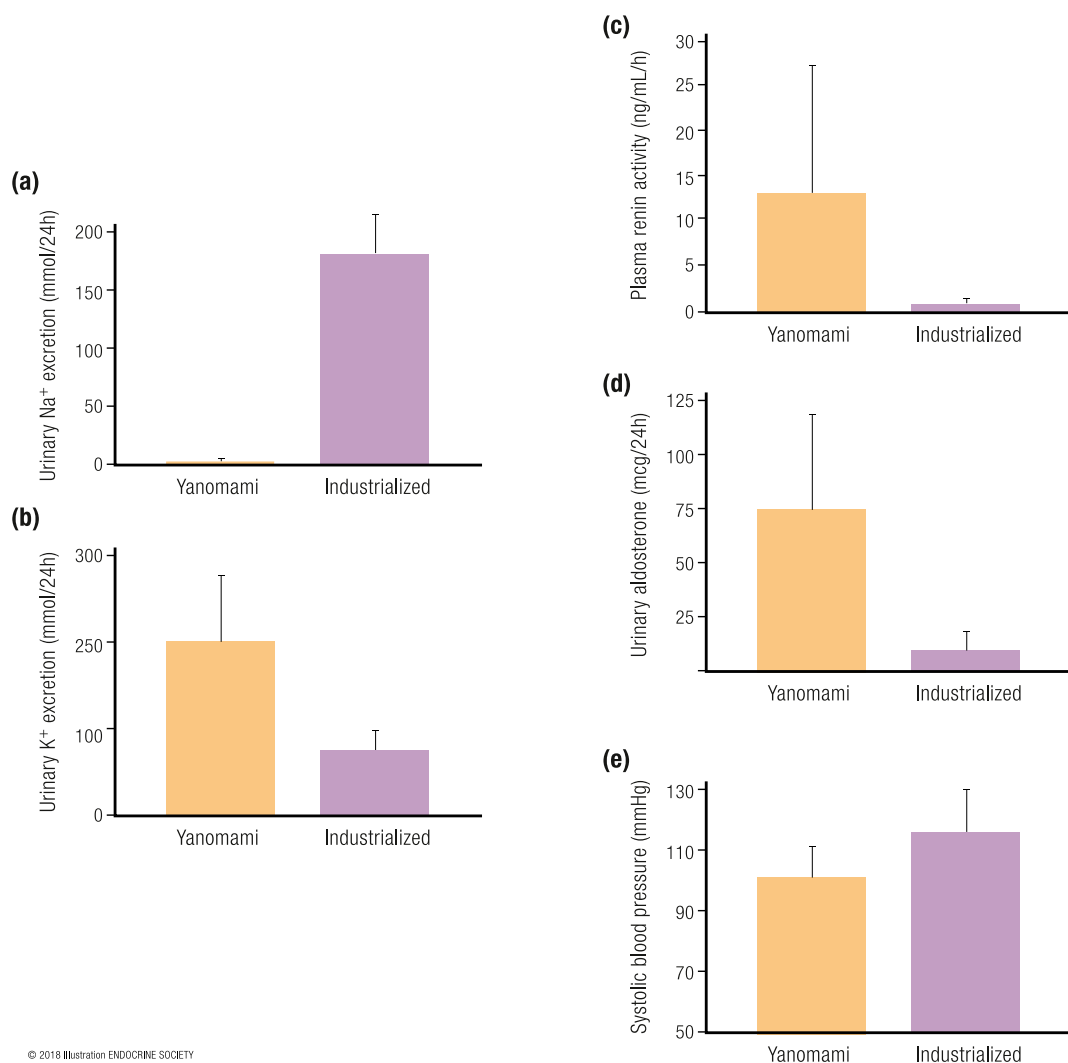 (a)
Urinary Na⁺ excretion (mmol/24h)
200
150
100
50
0
Yanomami Industrialized
(b)
Urinary K⁺ excretion (mmol/24h)
300
250
100
0
Yanomami Industrialized
(c)
Plasma renin activity (ng/mL/h)
30
25
20
15
10
5
0
Yanomami Industrialized
(d)
Urinary aldosterone (mcg/24h)
125
100
75
50
25
Yanomami Industrialized
(e)
Systolic blood pressure (mmHg)
130
110
90
70
50
Yanomami Industrialized
© 2018 Illustration ENDOCRINE SOCIETY